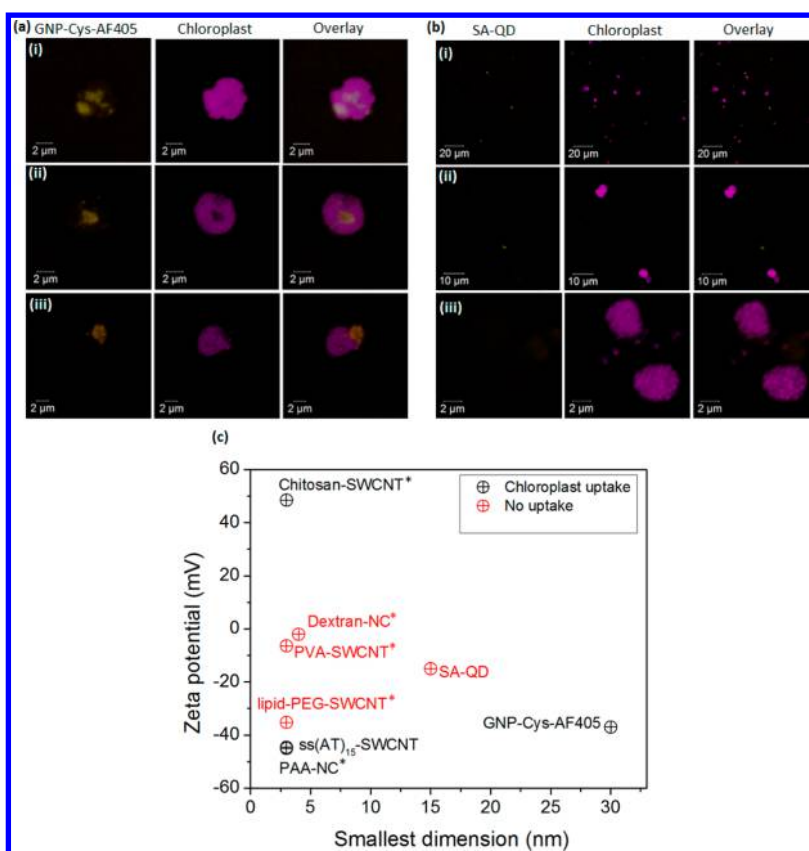 (a) GNP-Cys-AF405 Chloroplast Overlay
(i)
2 µm 2 µm 2 µm
(ii)
2 µm 2 µm 2 µm
(iii)
2 µm 2 µm 2 µm
(b) SA-QD Chloroplast Overlay
(i)
20 µm 20 µm 20 µm
(ii)
10 µm 10 µm 10 µm
(iii)
2 µm 2 µm 2 µm
(c)
Zeta potential (mV)
60
40
20
0
-20
-40
-60
Chitosan-SWCNT*
Chloroplast uptake
No uptake
Dextran-NC*
PVA-SWCNT*
SA-QD
lipid-PEG-SWCNT*
GNP-Cys-AF405
ss(AT)₁₅-SWCNT
PAA-NC*
0 5 10 15 20 25 30
Smallest dimension (nm)